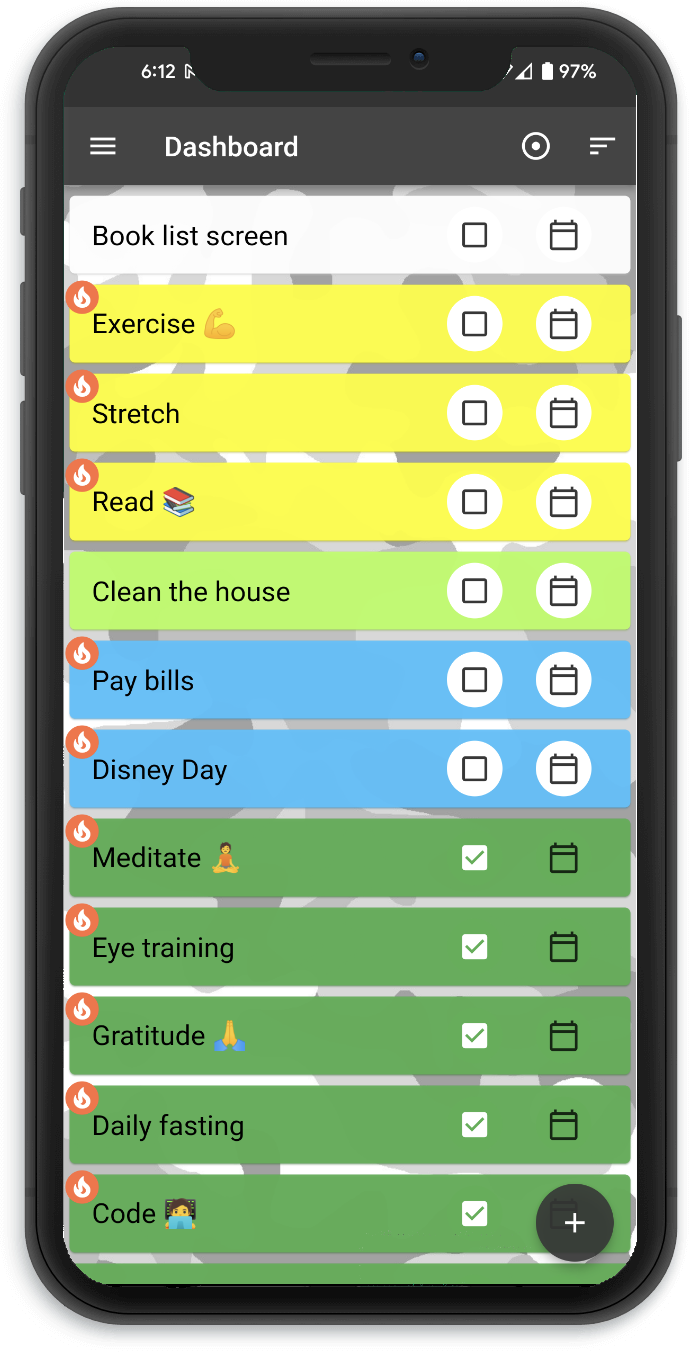 6:12
97%
Dashboard
Book list screen
Exercise 💪
Stretch
Read 📚
Clean the house
Pay bills
Disney Day
Meditate 🧘
Eye training
Gratitude 🙏
Daily fasting
Code 🧑‍💻